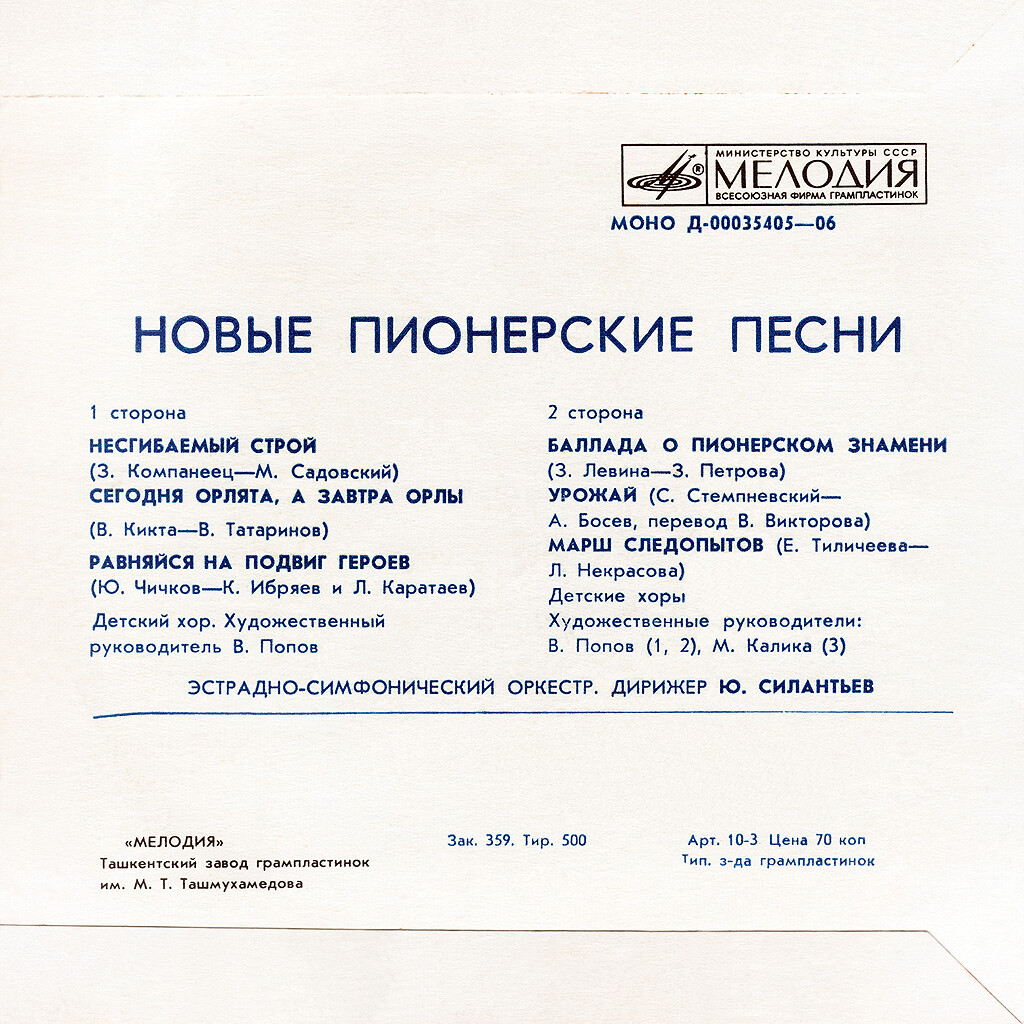 МИНИСТЕРСТВО КУЛЬТУРЫ СССР
® МЕЛОДИЯ
ВСЕСОЮЗНАЯ ФИРМА ГРАМПЛАСТИНОК
МОНО Д-00035405—06
НОВЫЕ ПИОНЕРСКИЕ ПЕСНИ
1 сторона
НЕСГИБАЕМЫЙ СТРОЙ
(З. Компанеец—М. Садовский)
СЕГОДНЯ ОРЛЯТА, А ЗАВТРА ОРЛЫ
(В. Кикта—В. Татаринов)
РАВНЯЙСЯ НА ПОДВИГ ГЕРОЕВ
(Ю. Чичков—К. Ибряев и Л. Каратаев)
Детский хор. Художественный
руководитель В. Попов
2 сторона
БАЛЛАДА О ПИОНЕРСКОМ ЗНАМЕНИ
(З. Левина—З. Петрова)
УРОЖАЙ (С. Стемпневский—
А. Босев, перевод В. Викторова)
МАРШ СЛЕДОПЫТОВ (Е. Тиличеева—
Л. Некрасова)
Детские хоры
Художественные руководители:
В. Попов (1, 2), М. Калика (3)
ЭСТРАДНО-СИМФОНИЧЕСКИЙ ОРКЕСТР. ДИРИЖЕР Ю. СИЛАНТЬЕВ
«МЕЛОДИЯ»
Ташкентский завод грампластинок
им. М. Т. Ташмухамедова
Зак. 359. Тир. 500
Арт. 10-3 Цена 70 коп
Тип. з-да грампластинок